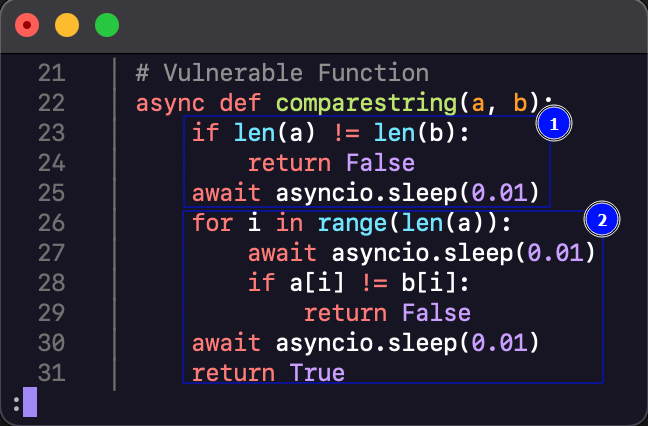 21 # Vulnerable Function
22 async def comparestring(a, b):
1
23 if len(a) != len(b):
24 return False
25 await asyncio.sleep(0.01)
2
26 for i in range(len(a)):
27 await asyncio.sleep(0.01)
28 if a[i] != b[i]:
29 return False
30 await asyncio.sleep(0.01)
31 return True
: